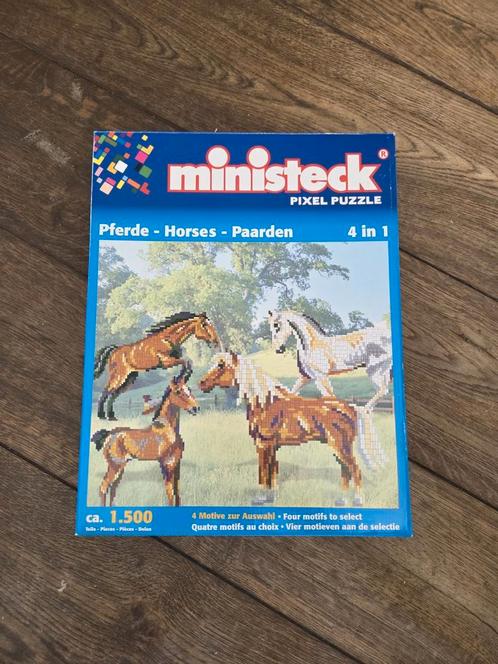 ministeck®
PIXEL PUZZLE
Pferde - Horses - Paarden 4 in 1
ca. 1.500
Teile - Pieces - Pièces - Delen
4 Motive zur Auswahl • Four motifs to select
Quatre motifs au choix • Vier motieven aan de selectie